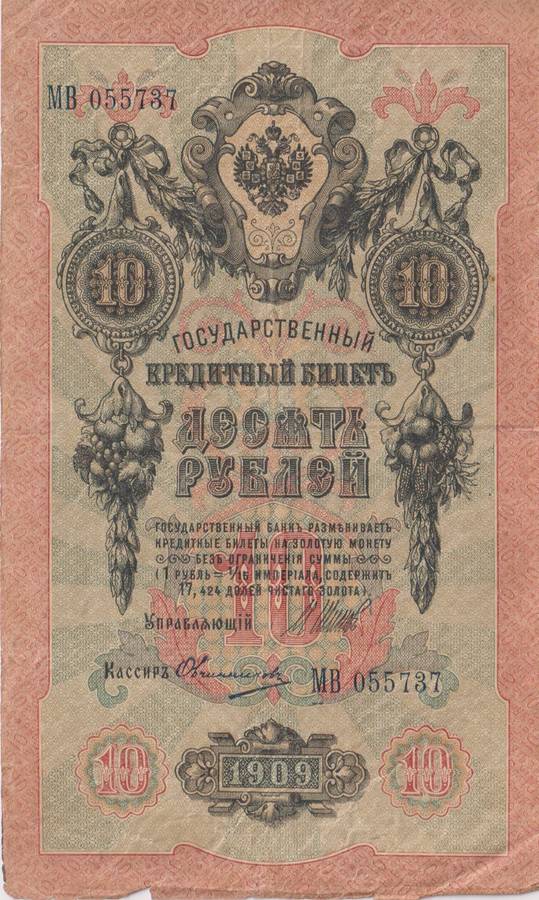 МВ 055737
10
10
ГОСУДАРСТВЕННЫЙ
КРЕДИТНЫЙ БИЛЕТЪ
ДЕСЯТЬ
РУБЛЕЙ
ГОСУДАРСТВЕННЫЙ БАНКЪ РАЗМѢНИВАЕТЪ
КРЕДИТНЫЕ БИЛЕТЫ НА ЗОЛОТУЮ МОНЕТУ
БЕЗЪ ОГРАНИЧЕНІЯ СУММЫ
(1 РУБЛЬ = 1/15 ИМПЕРІАЛА, СОДЕРЖИТЪ
17,424 ДОЛЕЙ ЧИСТАГО ЗОЛОТА).
10
УПРАВЛЯЮЩІЙ
КАССИРЪ Овчинниковъ
МВ 055737
10
1909
10